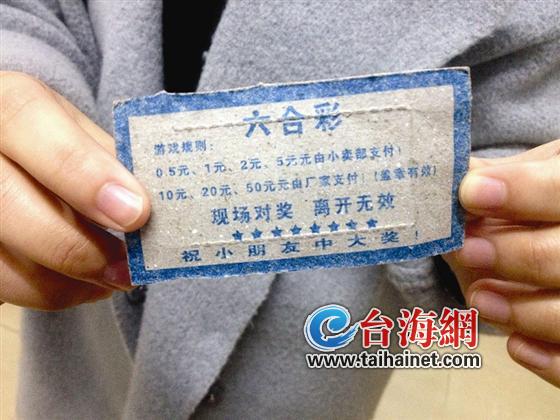 六合彩
游戏规则:
0.5元、1元、2元、5元元由小卖部支付)
10元、20元、50元元由厂家支付!(盖章有效)
现场对奖 离开无效
★★★★★★★★
祝小朋友中大奖!
台海網
www.taihainet.com